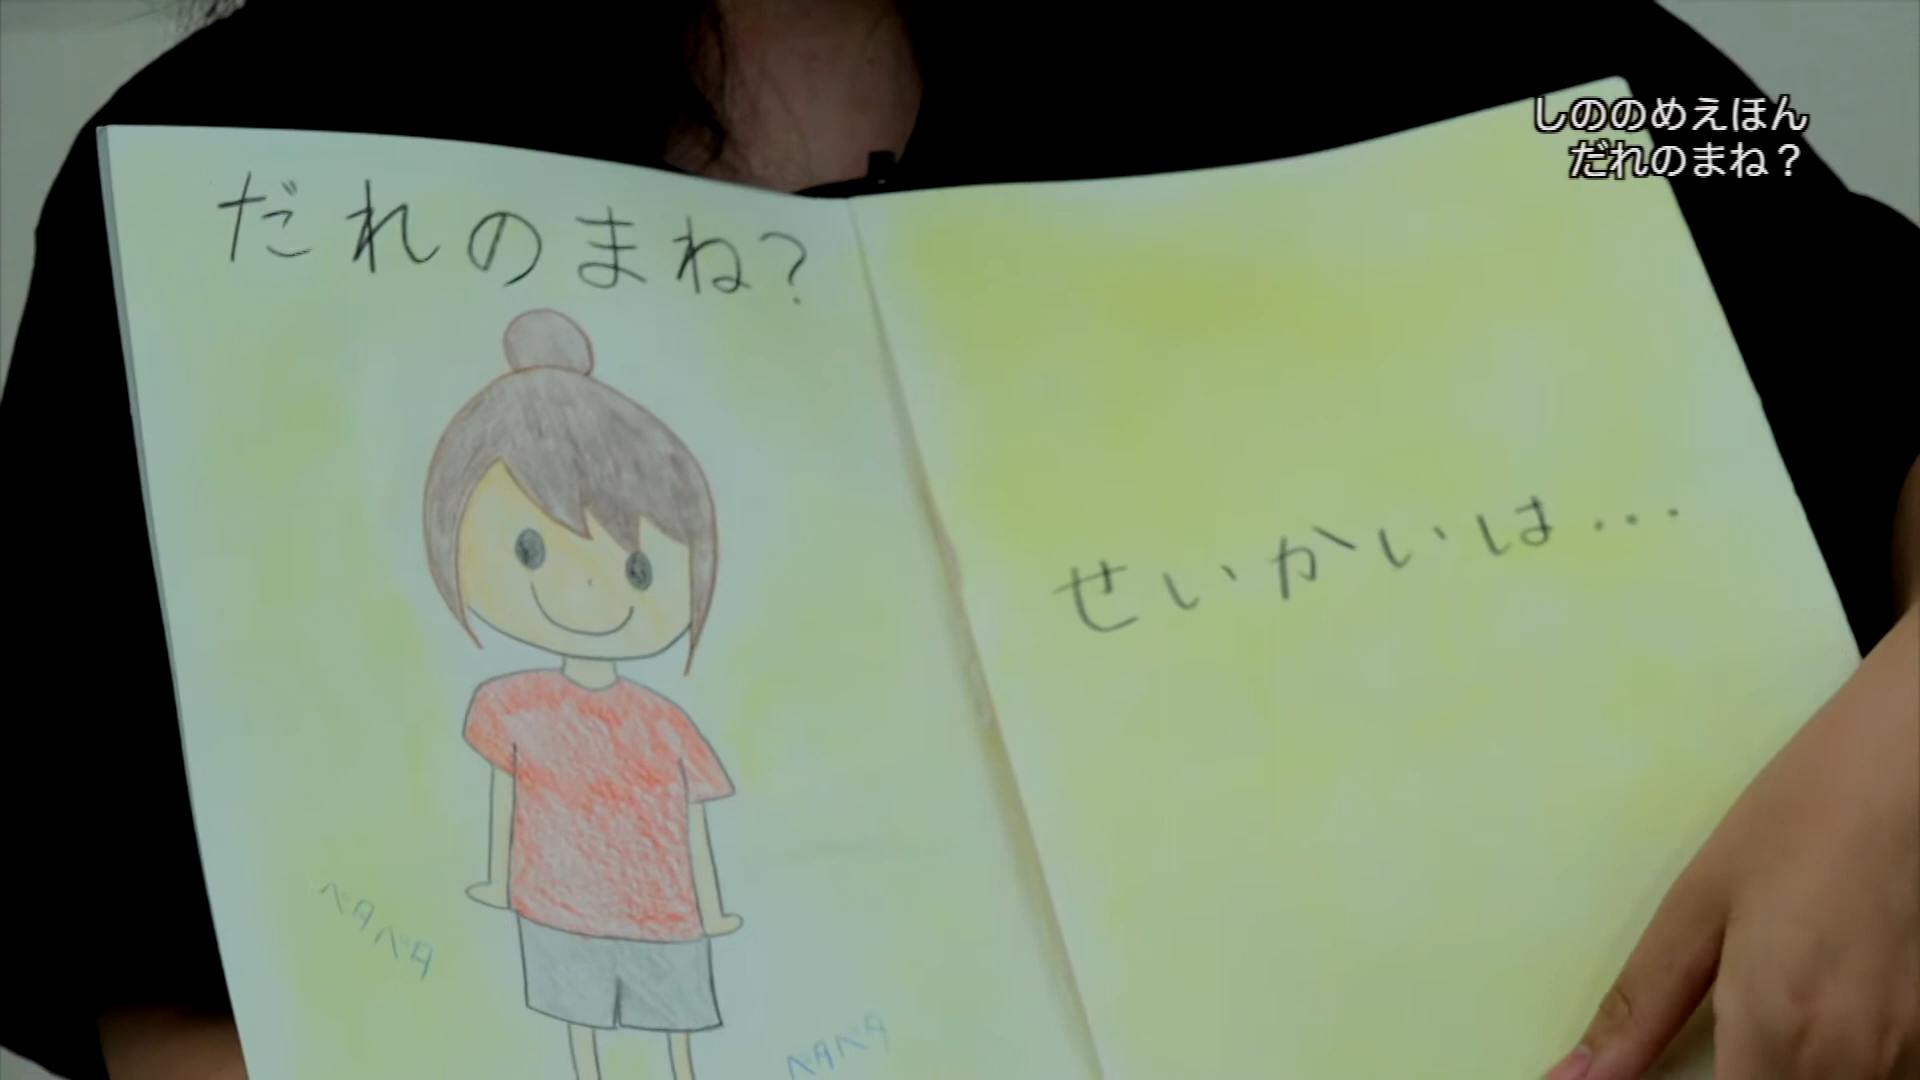 しののめえほん
だれのまね？
だれのまね?
せいかいは...
ペタペタ
ペタペタ